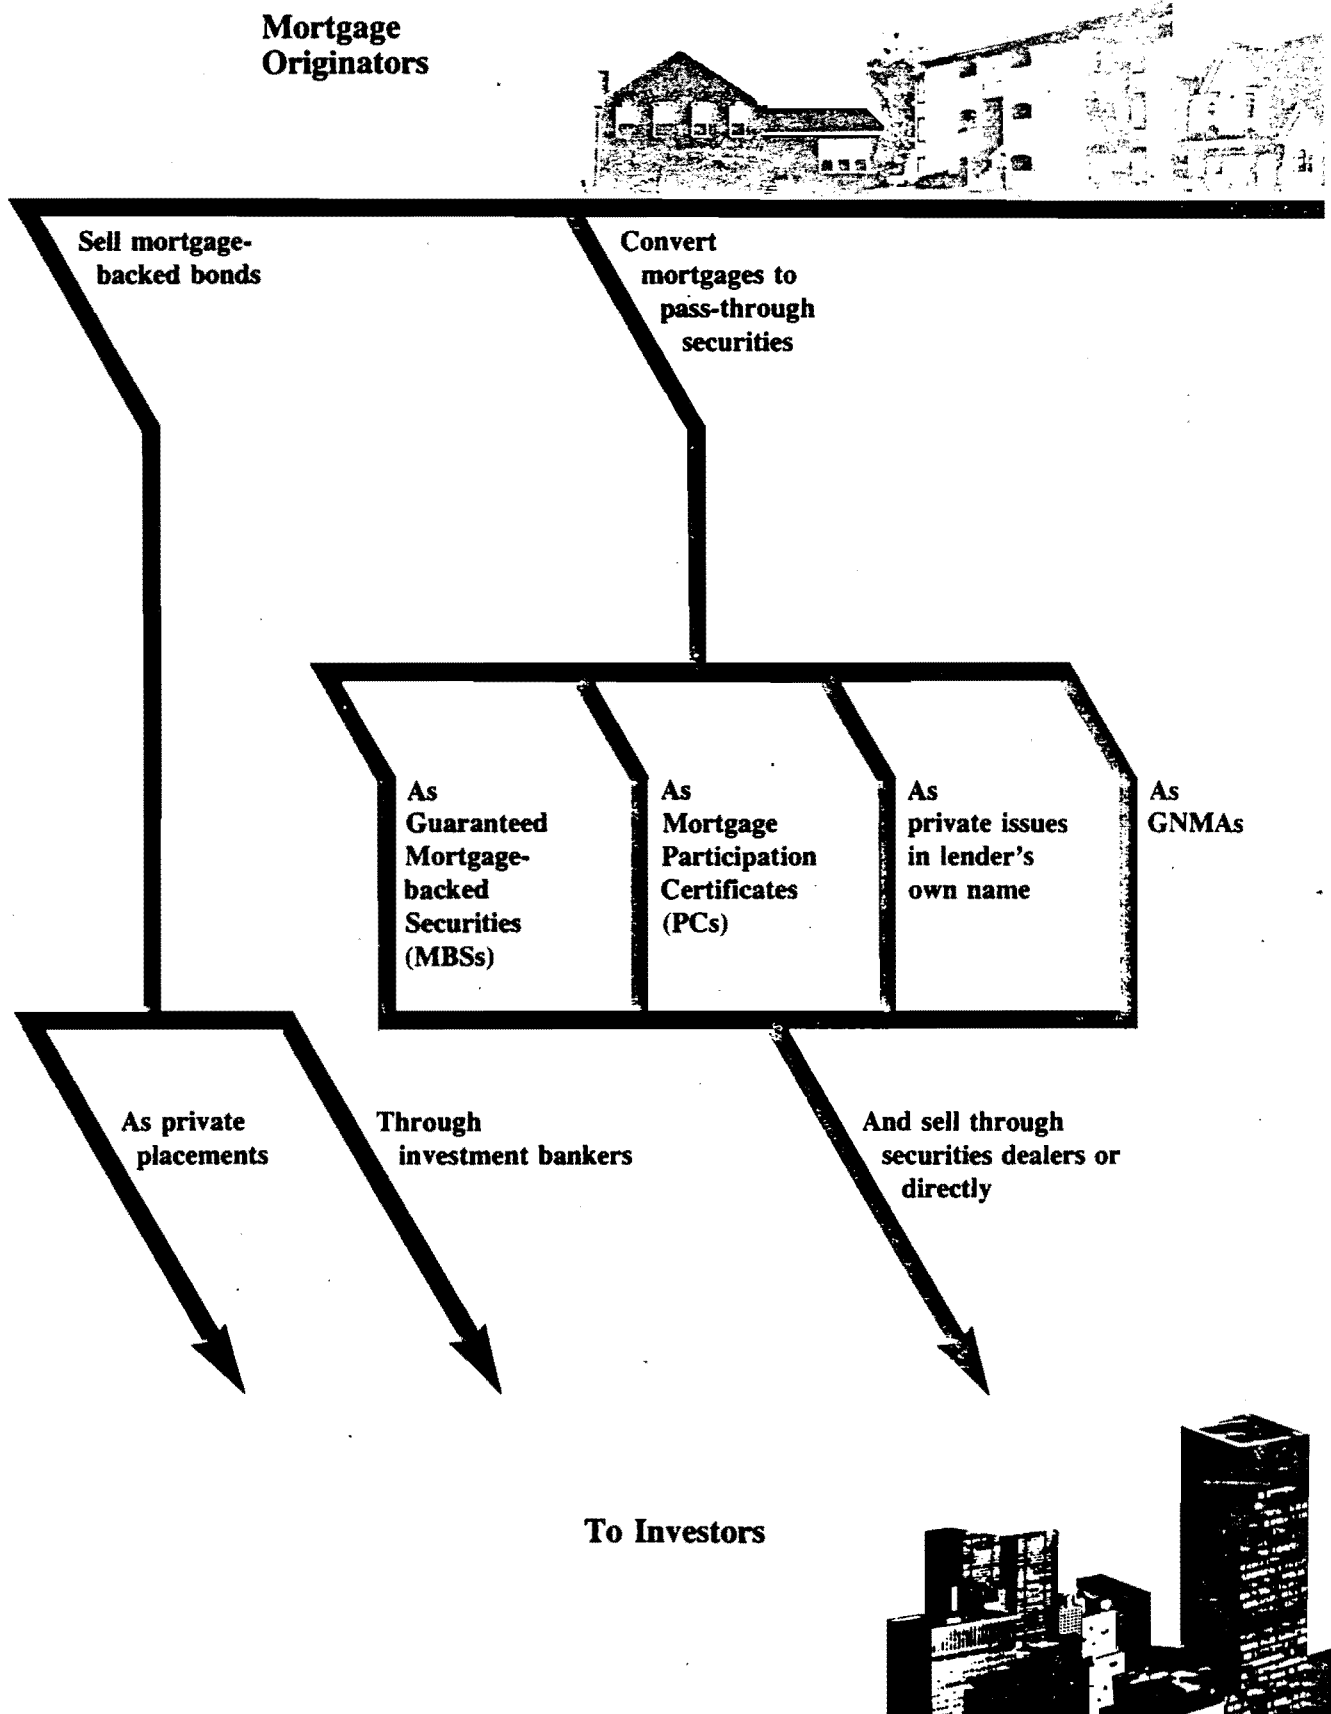 Mortgage
Originators
Sell mortgage-
backed bonds
Convert
mortgages to
pass-through
securities
As
Guaranteed
Mortgage-
backed
Securities
(MBSs)
As
Mortgage
Participation
Certificates
(PCs)
As
private issues
in lender's
own name
As
GNMAs
As private
placements
Through
investment bankers
And sell through
securities dealers or
directly
To Investors